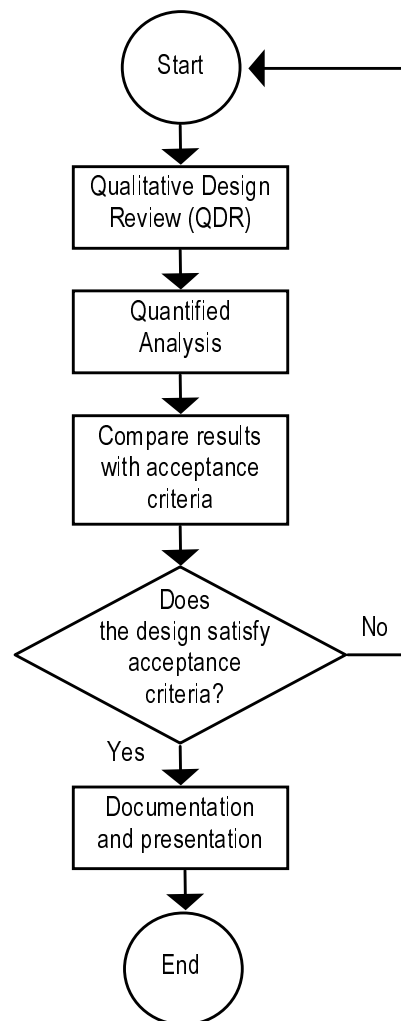 Start
Qualitative Design
Review (QDR)
Quantified
Analysis
Compare results
with acceptance
criteria
Does
the design satisfy
acceptance
criteria?
No
Yes
Documentation
and presentation
End